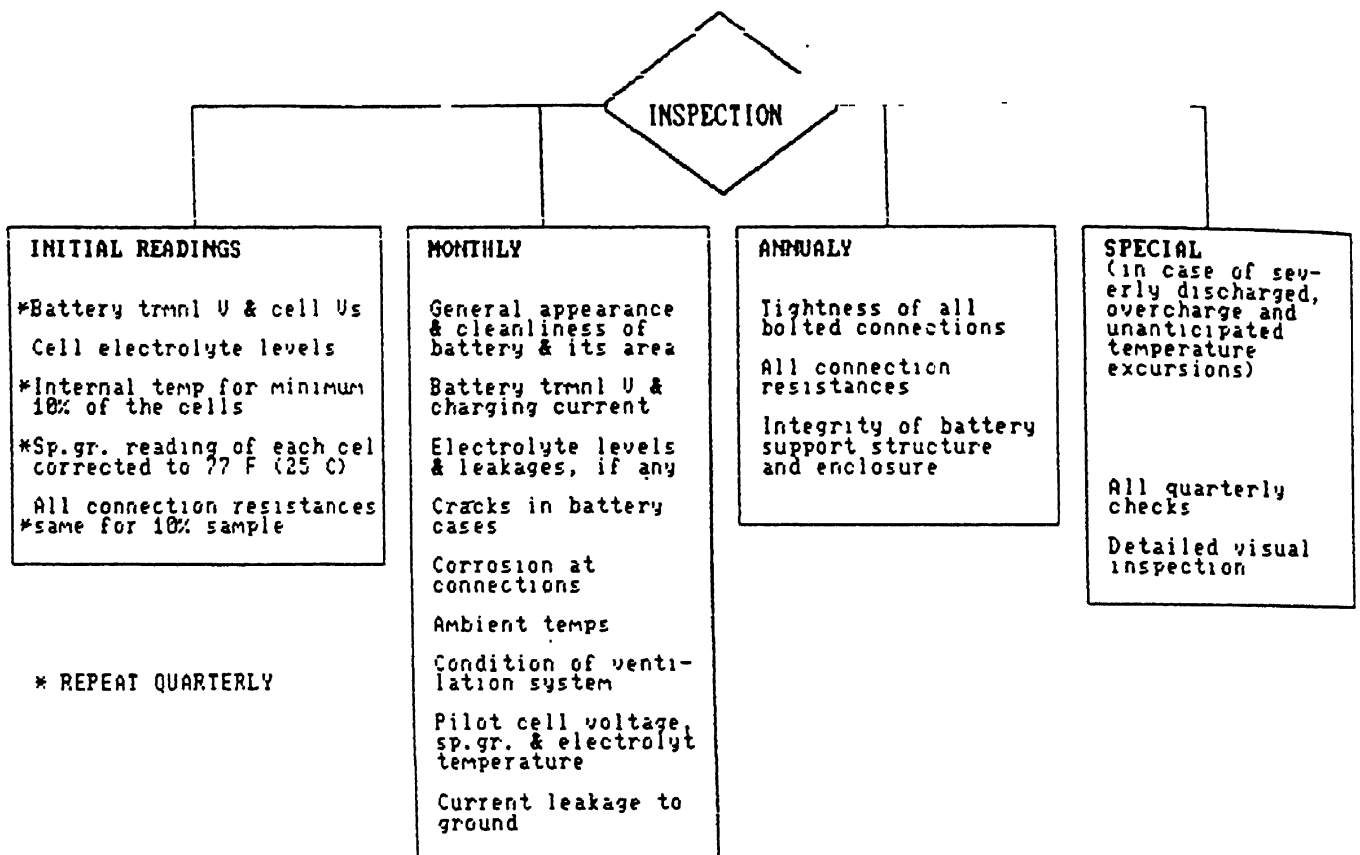 INSPECTION
INITIAL READINGS
*Battery trmnl V & cell Vs
Cell electrolyte levels
*Internal temp for minimum
10% of the cells
*Sp.gr. reading of each cel
corrected to 77 F (25 C)
All connection resistances
*same for 10% sample
* REPEAT QUARTERLY
MONTHLY
General appearance
& cleanliness of
battery & its area
Battery trmnl V &
charging current
Electrolyte levels
& leakages, if any
Cracks in battery
cases
Corrosion at
connections
Ambient temps
Condition of venti-
lation system
Pilot cell voltage,
sp.gr. & electrolyt
temperature
Current leakage to
ground
ANNUALY
Tightness of all
bolted connections
All connection
resistances
Integrity of battery
support structure
and enclosure
SPECIAL
(in case of sev-
erly discharged,
overcharge and
unanticipated
temperature
excursions)
All quarterly
checks
Detailed visual
inspection